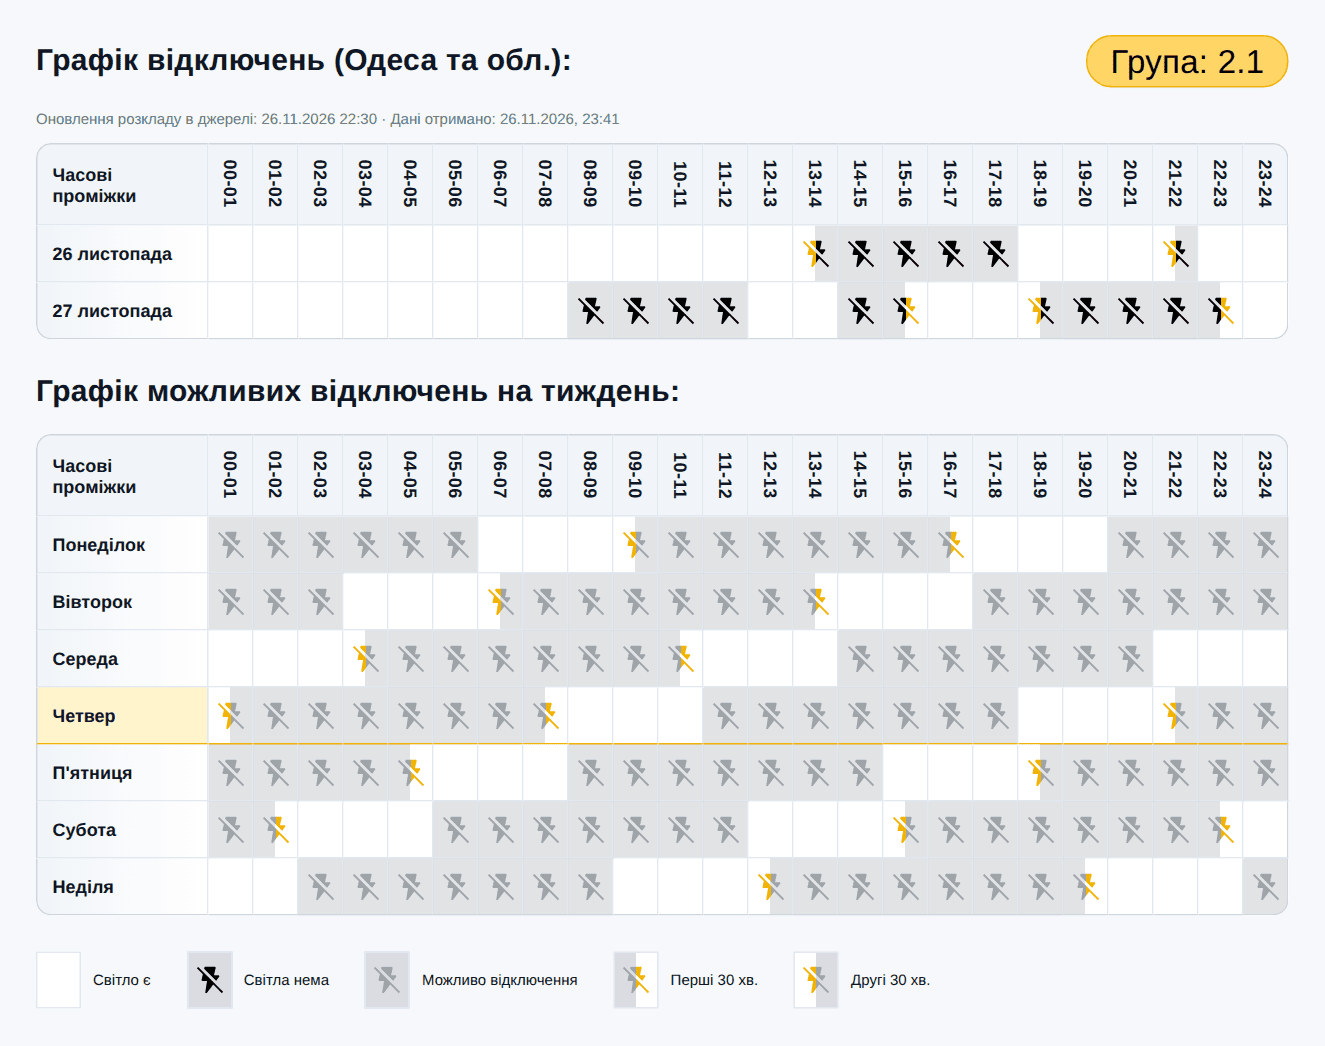 Графік відключень (Одеса та обл.):
Група: 2.1
Оновлення розкладу в джерелі: 26.11.2026 22:30 · Дані отримано: 26.11.2026, 23:41
Часові
проміжки
00-01 01-02 02-03 03-04 04-05 05-06 06-07 07-08 08-09 09-10 10-11 11-12 12-13 13-14 14-15 15-16 16-17 17-18 18-19 19-20 20-21 21-22 22-23 23-24
26 листопада
27 листопада
Графік можливих відключень на тиждень:
Часові
проміжки
00-01 01-02 02-03 03-04 04-05 05-06 06-07 07-08 08-09 09-10 10-11 11-12 12-13 13-14 14-15 15-16 16-17 17-18 18-19 19-20 20-21 21-22 22-23 23-24
Понеділок
Вівторок
Середа
Четвер
П'ятниця
Субота
Неділя
Світло є Світла нема Можливо відключення Перші 30 хв. Другі 30 хв.